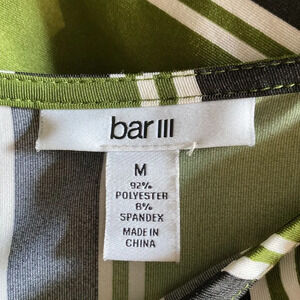 bar III
M
92%
POLYESTER
8%
SPANDEX
MADE IN
CHINA